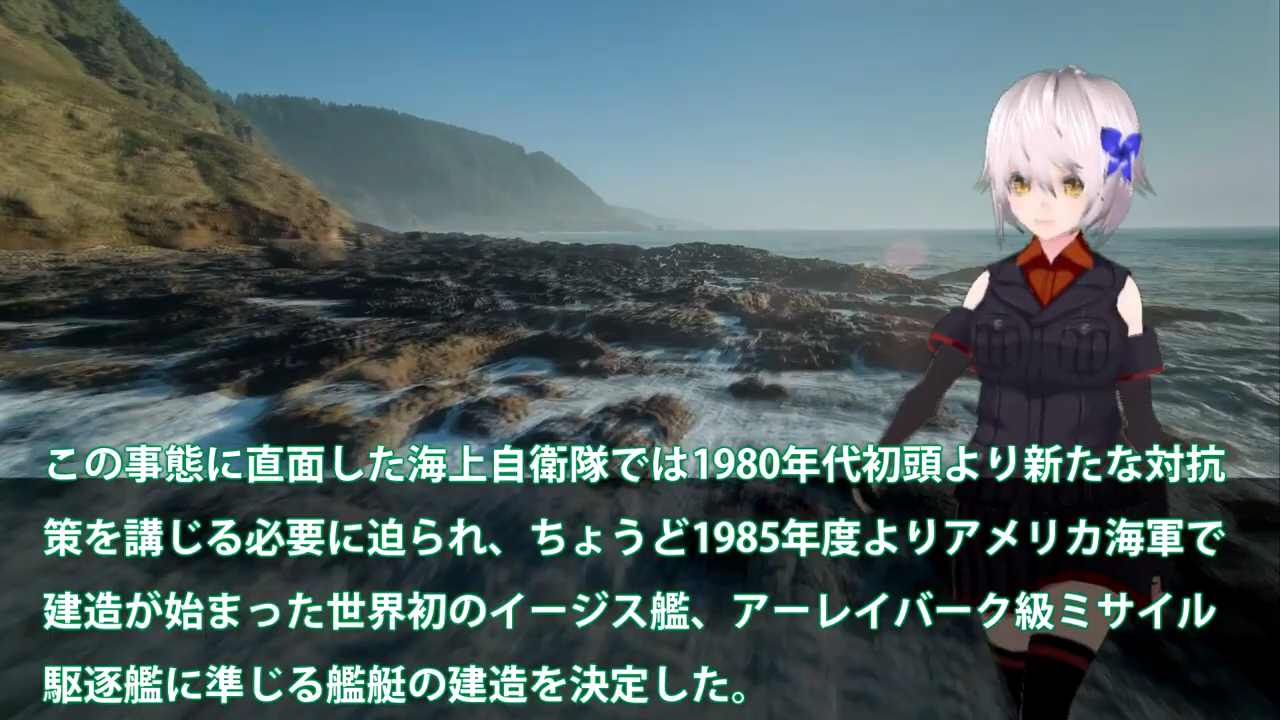 この事態に直面した海上自衛隊では1980年代初頭より新たな対抗
策を講じる必要に迫られ、ちょうど1985年度よりアメリカ海軍で
建造が始まった世界初のイージス艦、アーレイバーク級ミサイル
駆逐艦に準じる艦艇の建造を決定した。